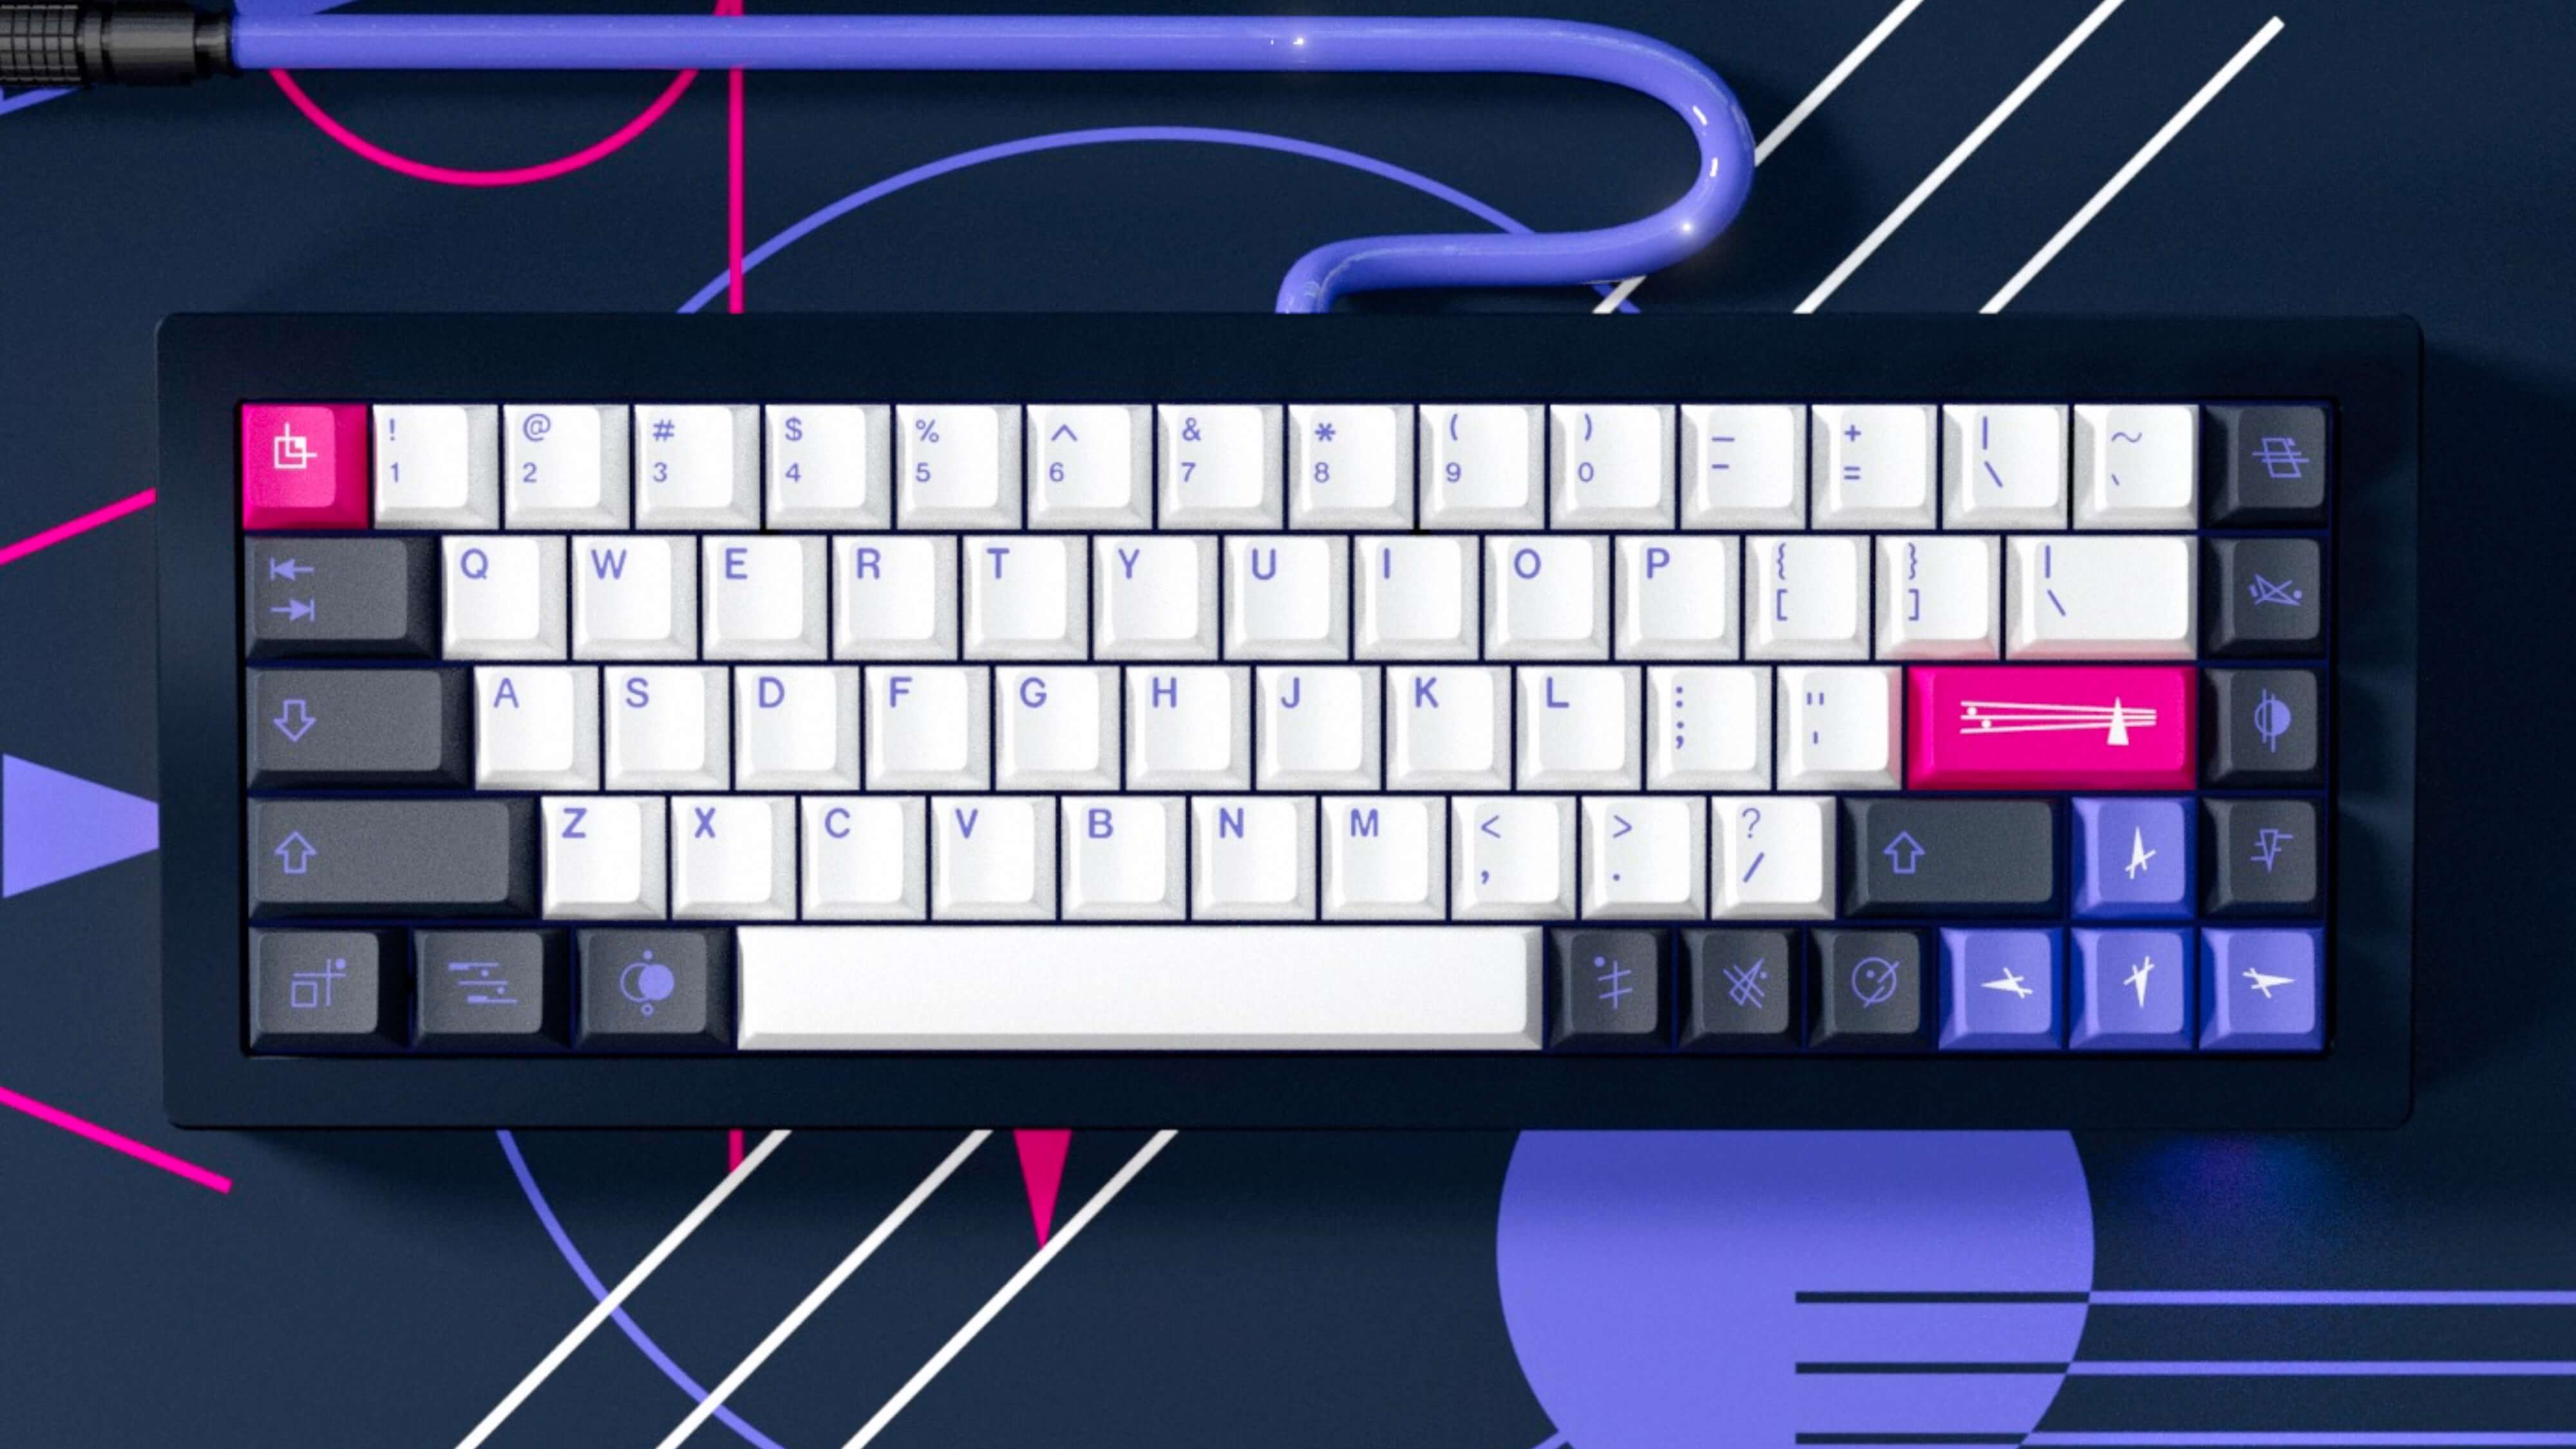 ! @ # $ % ^ & * ( ) _ + | ~
1 2 3 4 5 6 7 8 9 0 - = \ `
Q W E R T Y U I O P { } |
[ ] \
A S D F G H J K L : "
; '
Z X C V B N M < > ?
, . /